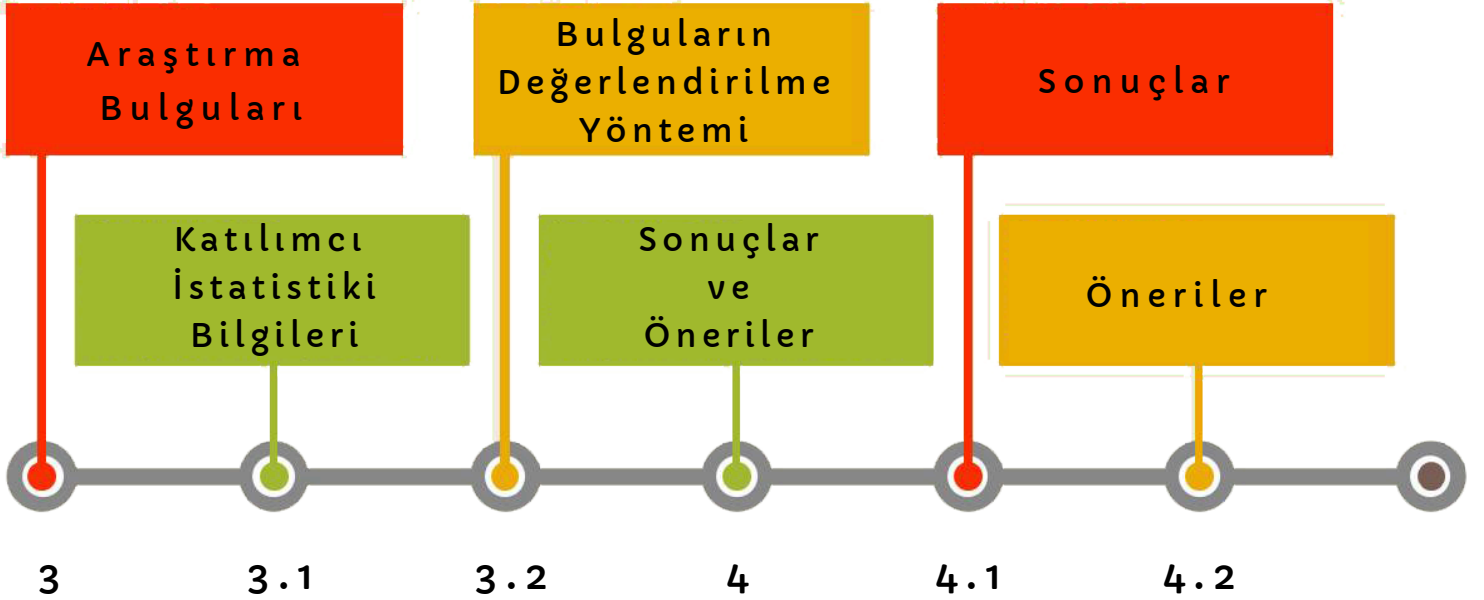 Araştırma
Bulguları
Bulguların
Değerlendirilme
Yöntemi
Sonuçlar
Katılımcı
İstatistiki
Bilgileri
Sonuçlar
ve
Öneriler
Öneriler
3
3.1
3.2
4
4.1
4.2